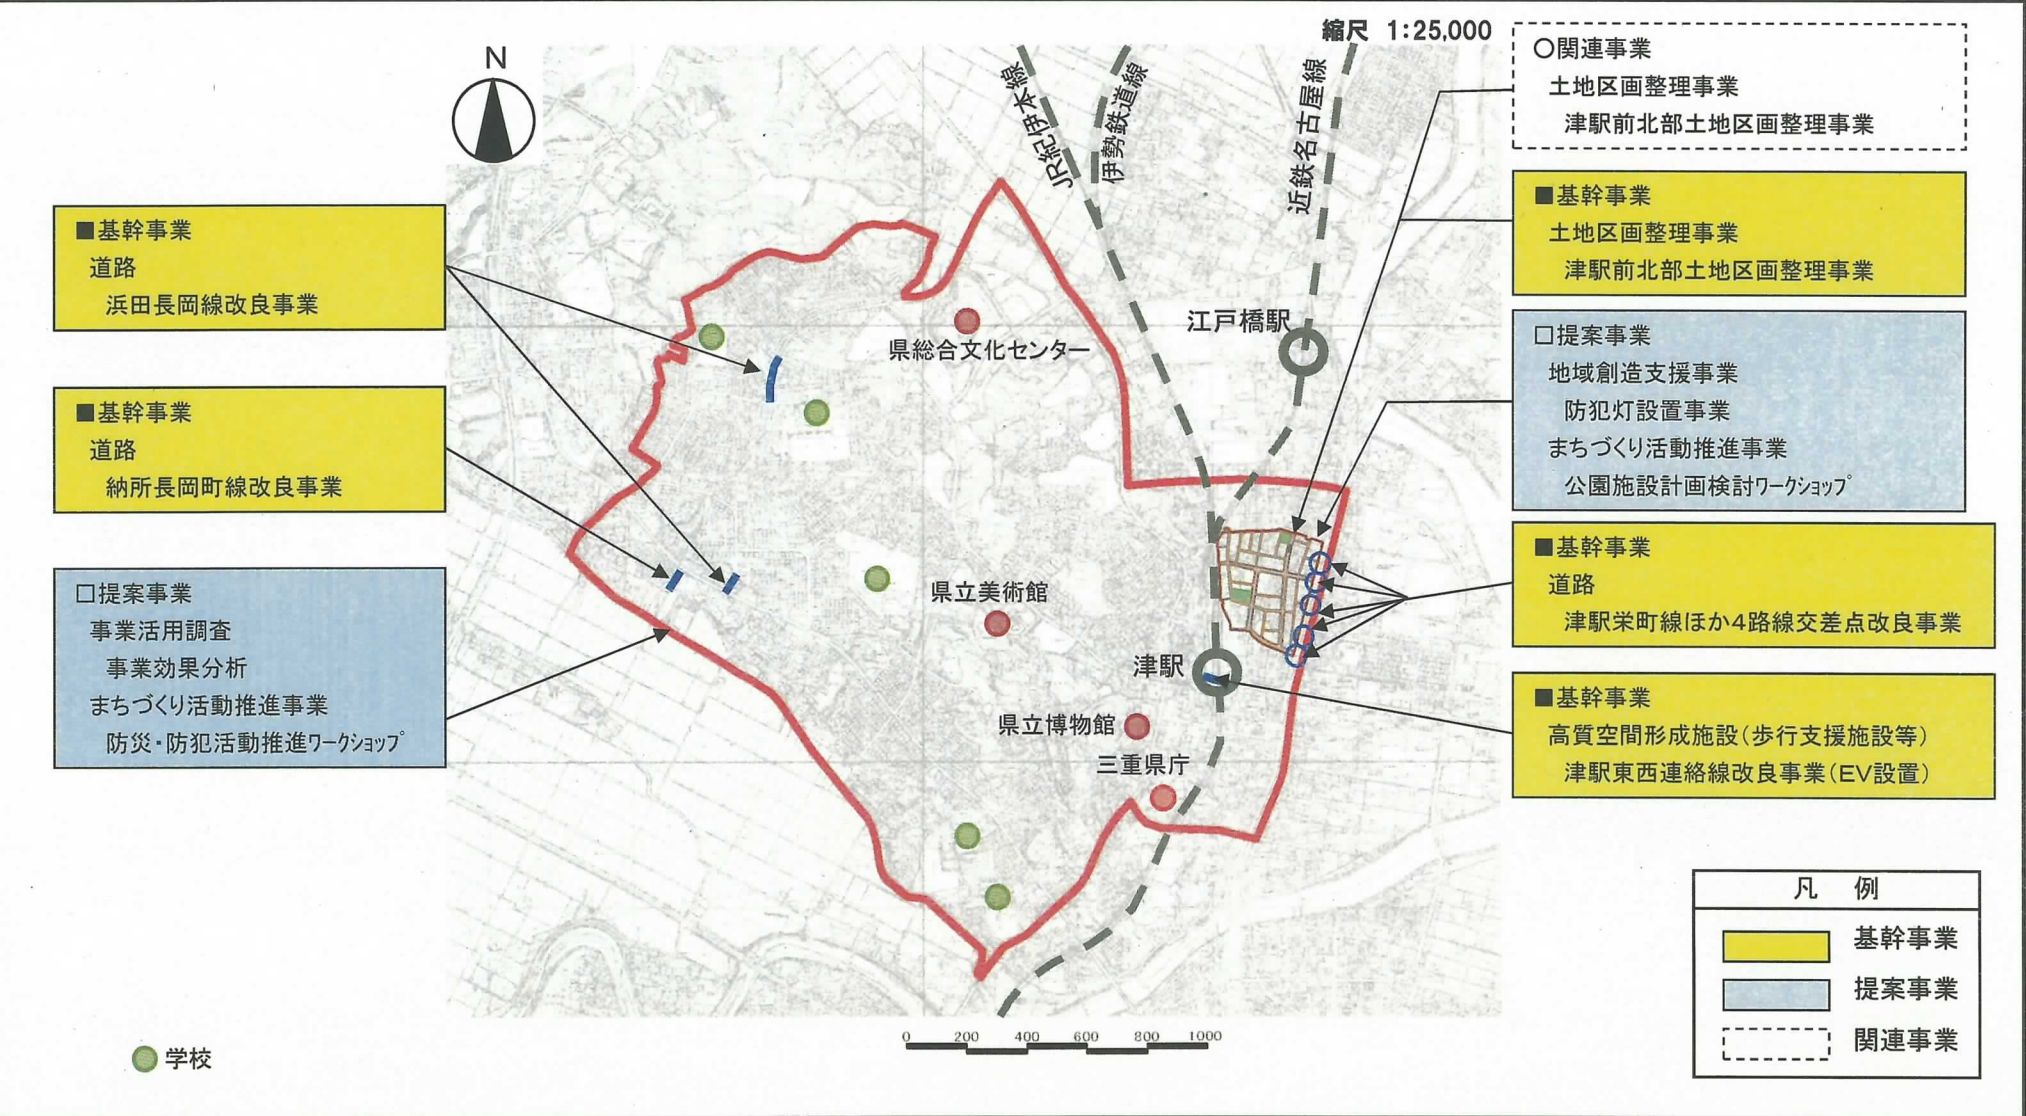 縮尺 1:25,000
N
JR紀伊本線
伊勢鉄道線
近鉄名古屋線
■基幹事業
道路
浜田長岡線改良事業
■基幹事業
道路
納所長岡町線改良事業
□提案事業
事業活用調査
事業効果分析
まちづくり活動推進事業
防災・防犯活動推進ワークショップ
県総合文化センター
江戸橋駅
県立美術館
津駅
県立博物館
三重県庁
○関連事業
土地区画整理事業
津駅前北部土地区画整理事業
■基幹事業
土地区画整理事業
津駅前北部土地区画整理事業
□提案事業
地域創造支援事業
防犯灯設置事業
まちづくり活動推進事業
公園施設計画検討ワークショップ
■基幹事業
道路
津駅栄町線ほか4路線交差点改良事業
■基幹事業
高質空間形成施設(歩行支援施設等)
津駅東西連絡線改良事業(EV設置)
凡 例
基幹事業
提案事業
関連事業
0 200 400 600 800 1000
学校